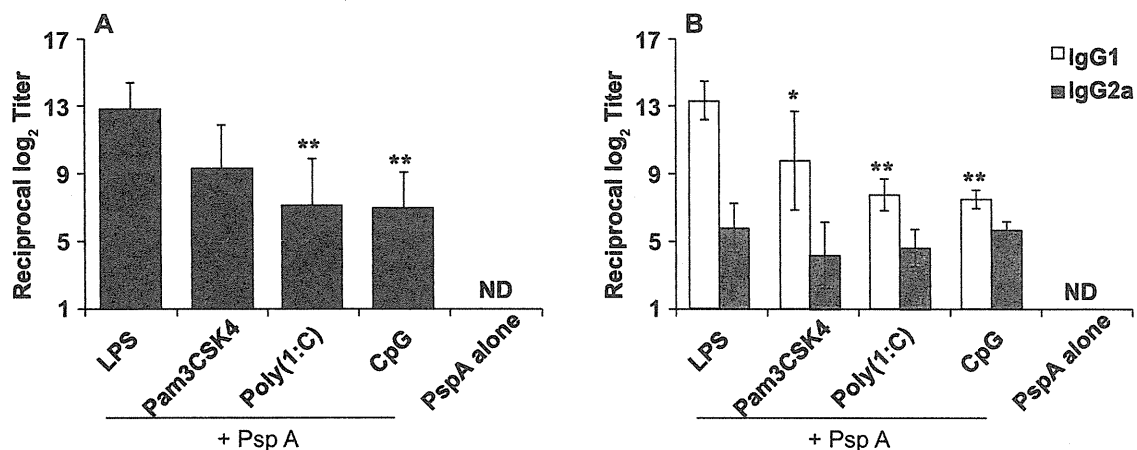 A
Reciprocal log2 Titer
17
13
9
5
1
**
**
ND
LPS
Pam3CSK4
Poly(1:C)
CpG
PspA alone
+ Psp A
B
Reciprocal log2 Titer
17
13
9
5
1
*
**
**
ND
IgG1
IgG2a
LPS
Pam3CSK4
Poly(1:C)
CpG
PspA alone
+ Psp A